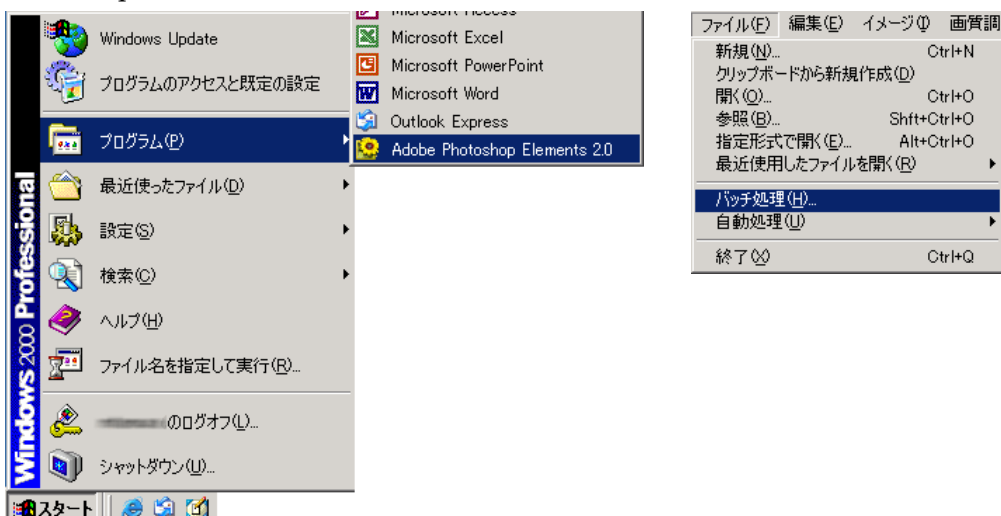 Windows Update
プログラムのアクセスと既定の設定
プログラム(P)
最近使ったファイル(D)
設定(S)
検索(C)
ヘルプ(H)
ファイル名を指定して実行(R)...
のログオフ(L)...
シャットダウン(U)...
Windows 2000 Professional
スタート
Microsoft Access
Microsoft Excel
Microsoft PowerPoint
Microsoft Word
Outlook Express
Adobe Photoshop Elements 2.0
ファイル(F) 編集(E) イメージ(I) 画質調
新規(N)... Ctrl+N
クリップボードから新規作成(D)
開く(O)... Ctrl+O
参照(B)... Shft+Ctrl+O
指定形式で開く(E)... Alt+Ctrl+O
最近使用したファイルを開く(R)
バッチ処理(H)...
自動処理(U)
終了(X) Ctrl+Q